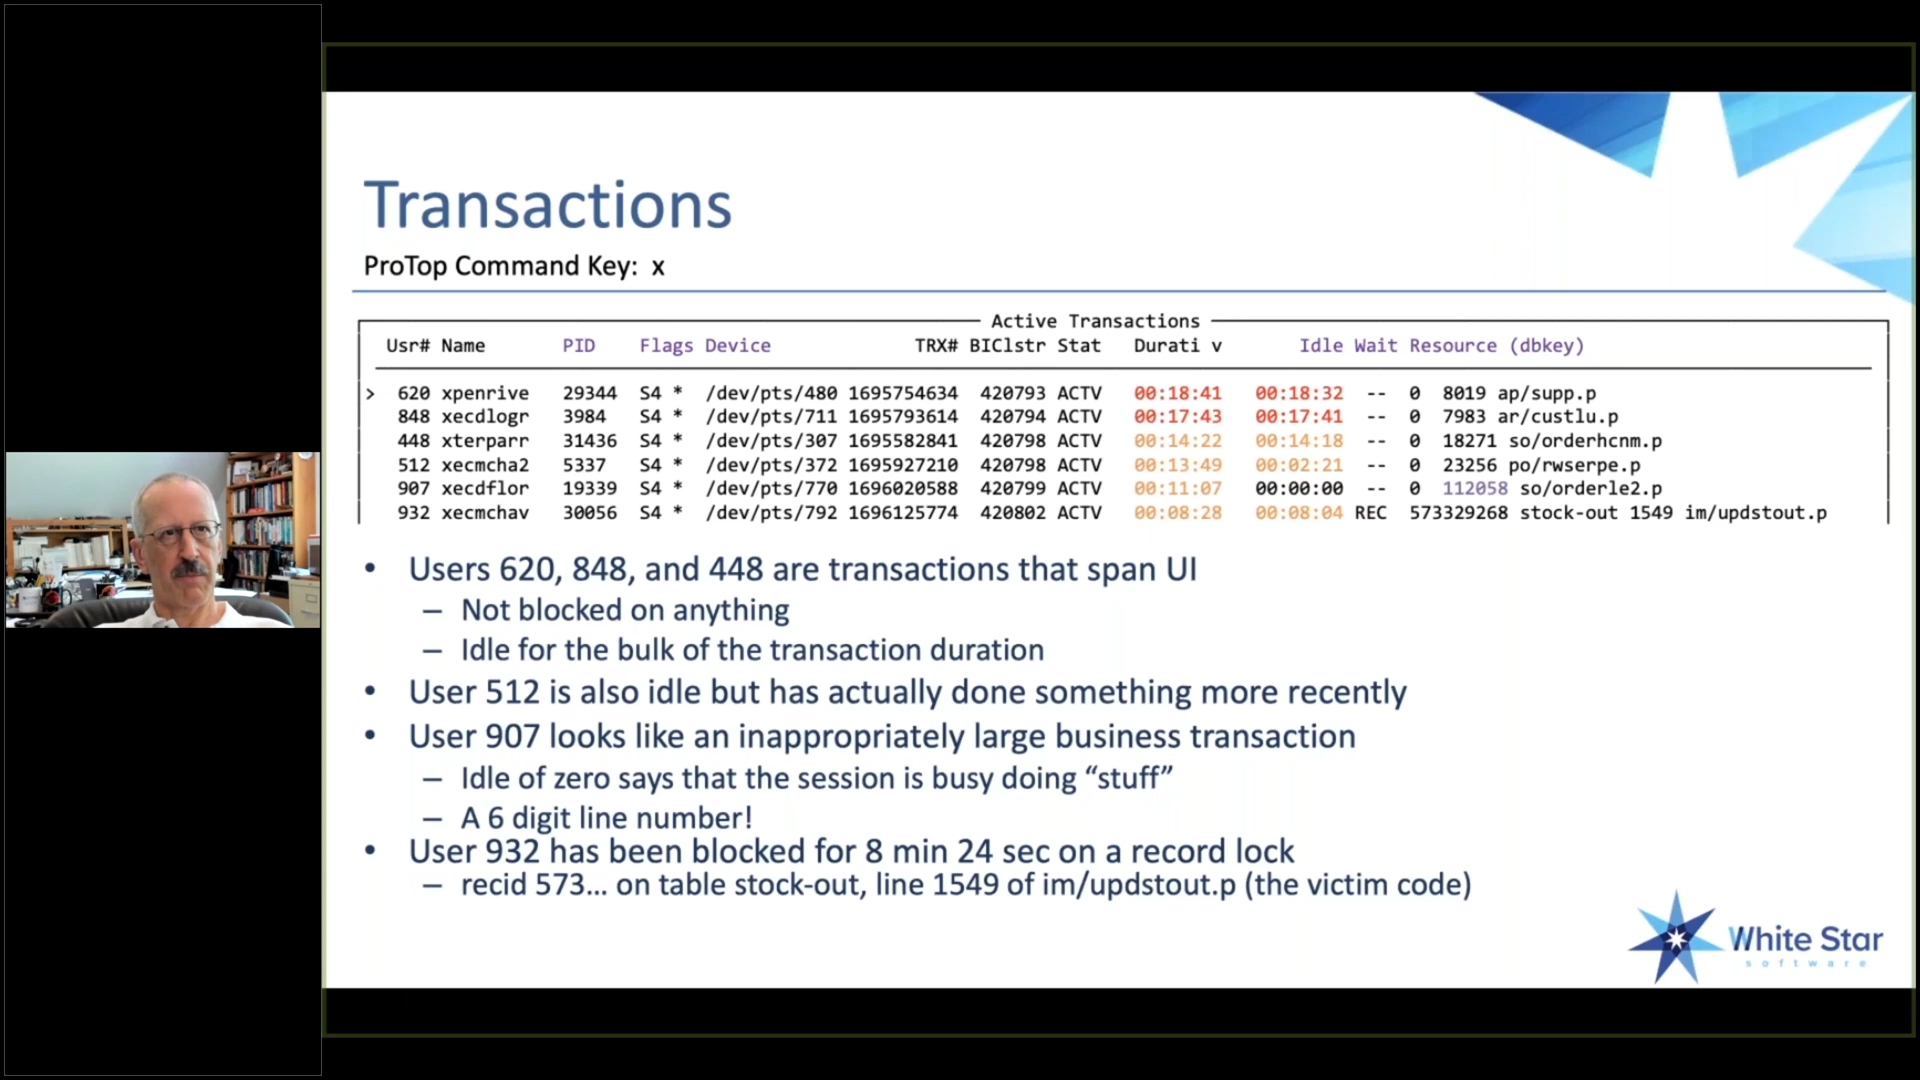 Transactions
ProTop Command Key: x
Active Transactions
Usr# Name PID Flags Device TRX# BIClstr Stat Durati v Idle Wait Resource (dbkey)
> 620 xpenrive 29344 S4 * /dev/pts/480 1695754634 420793 ACTV 00:18:41 00:18:32 -- 0 8019 ap/supp.p
848 xecdlogr 3984 S4 * /dev/pts/711 1695793614 420794 ACTV 00:17:43 00:17:41 -- 0 7983 ar/custlu.p
448 xterparr 31436 S4 * /dev/pts/307 1695582841 420798 ACTV 00:14:22 00:14:18 -- 0 18271 so/orderhcnm.p
512 xecmcha2 5337 S4 * /dev/pts/372 1695927210 420798 ACTV 00:13:49 00:02:21 -- 0 23256 po/rwserpe.p
907 xecdflor 19339 S4 * /dev/pts/770 1696020588 420799 ACTV 00:11:07 00:00:00 -- 0 112058 so/orderle2.p
932 xecmchav 30056 S4 * /dev/pts/792 1696125774 420802 ACTV 00:08:28 00:08:04 REC 573329268 stock-out 1549 im/updstout.p
• Users 620, 848, and 448 are transactions that span UI
– Not blocked on anything
– Idle for the bulk of the transaction duration
• User 512 is also idle but has actually done something more recently
• User 907 looks like an inappropriately large business transaction
– Idle of zero says that the session is busy doing “stuff”
– A 6 digit line number!
• User 932 has been blocked for 8 min 24 sec on a record lock
– recid 573... on table stock-out, line 1549 of im/updstout.p (the victim code)
White Star
software